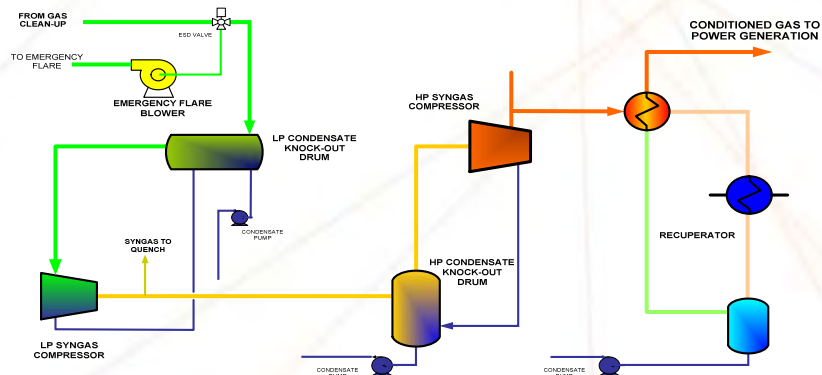 FROM GAS
CLEAN-UP
ESD VALVE
TO EMERGENCY
FLARE
EMERGENCY FLARE
BLOWER
LP CONDENSATE
KNOCK-OUT
DRUM
CONDENSATE
PUMP
SYNGAS TO
QUENCH
LP SYNGAS
COMPRESSOR
HP SYNGAS
COMPRESSOR
HP CONDENSATE
KNOCK-OUT
DRUM
CONDENSATE
PUMP
CONDITIONED GAS TO
POWER GENERATION
RECUPERATOR
CONDENSATE
PUMP